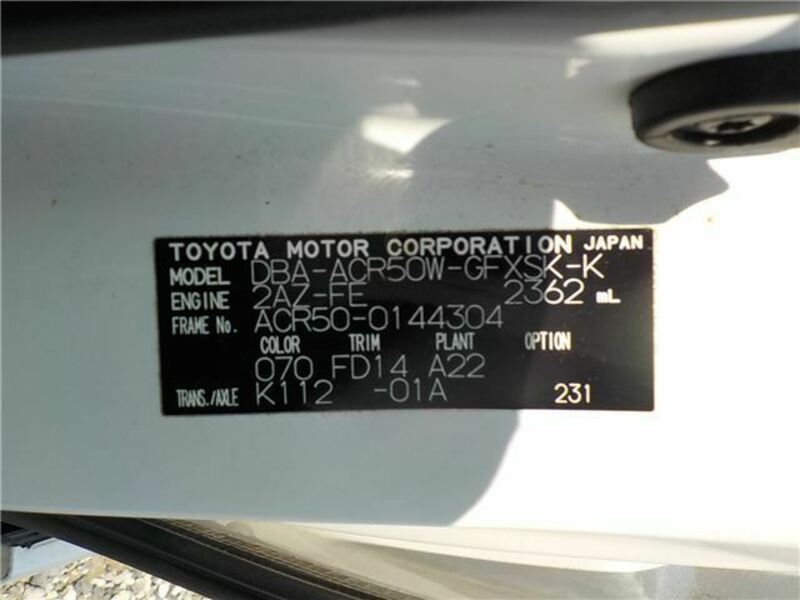 TOYOTA MOTOR CORPORATION JAPAN
MODEL DBA-ACR50W-GFXSK-K
ENGINE 2AZ-FE 2362 mL
FRAME No. ACR50-0144304
COLOR TRIM PLANT OPTION
070 FD14 A22
TRANS./AXLE K112 -01A 231